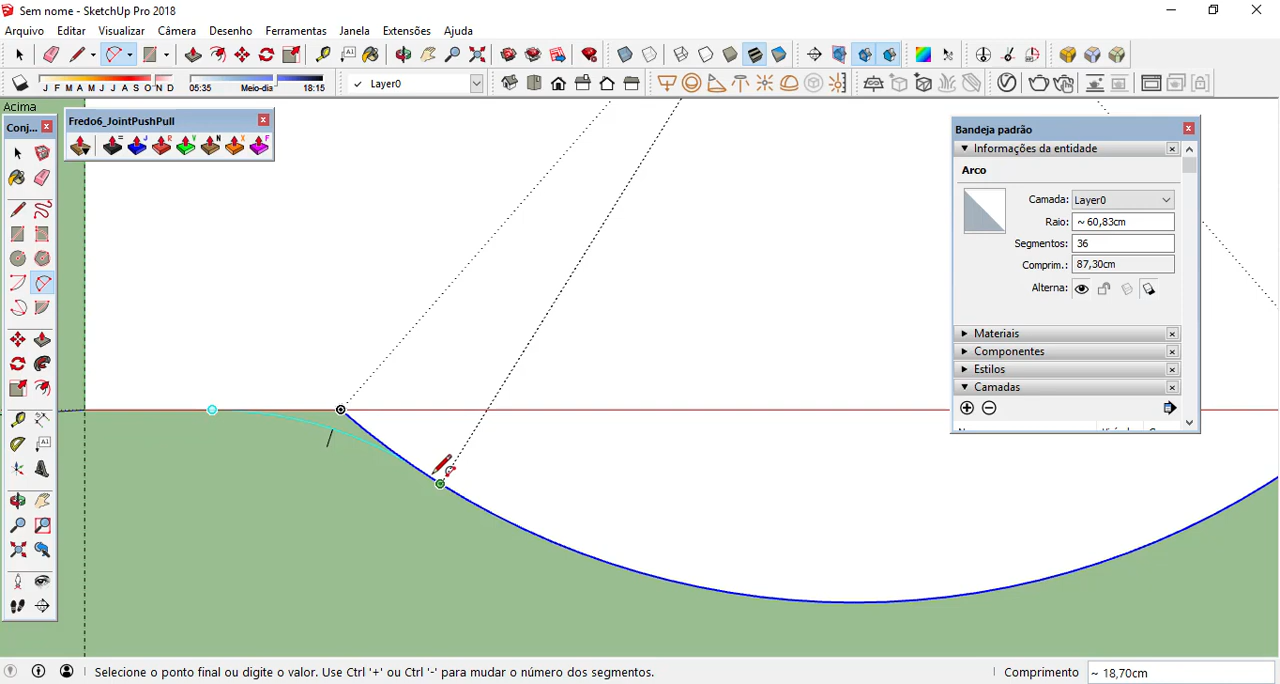 Sem nome - SketchUp Pro 2018
Arquivo Editar Visualizar Câmera Desenho Ferramentas Janela Extensões Ajuda
J F M A M J J A S O N D
05:35 Meio-dia 18:15
Layer0
Acima
Conj...
Fredo6_JointPushPull
= J R V N X F
Bandeja padrão
Informações da entidade
Arco
Camada: Layer0
Raio: ~ 60,83cm
Segmentos: 36
Comprim.: 87,30cm
Alterna:
Materiais
Componentes
Estilos
Camadas
Selecione o ponto final ou digite o valor. Use Ctrl '+' ou Ctrl '-' para mudar o número dos segmentos.
Comprimento ~ 18,70cm